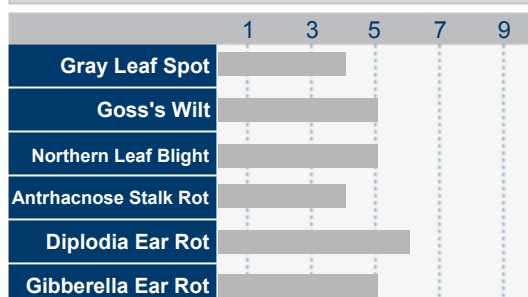 1 3 5 7 9
Gray Leaf Spot
Goss's Wilt
Northern Leaf Blight
Antrhacnose Stalk Rot
Diplodia Ear Rot
Gibberella Ear Rot